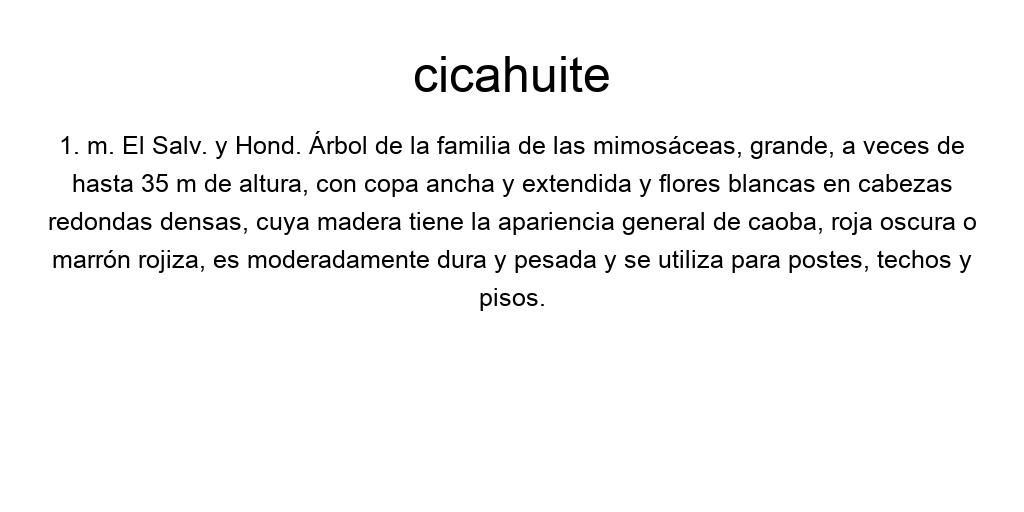 cicahuite
1. m. El Salv. y Hond. Árbol de la familia de las mimosáceas, grande, a veces de
hasta 35 m de altura, con copa ancha y extendida y flores blancas en cabezas
redondas densas, cuya madera tiene la apariencia general de caoba, roja oscura o
marrón rojiza, es moderadamente dura y pesada y se utiliza para postes, techos y
pisos.